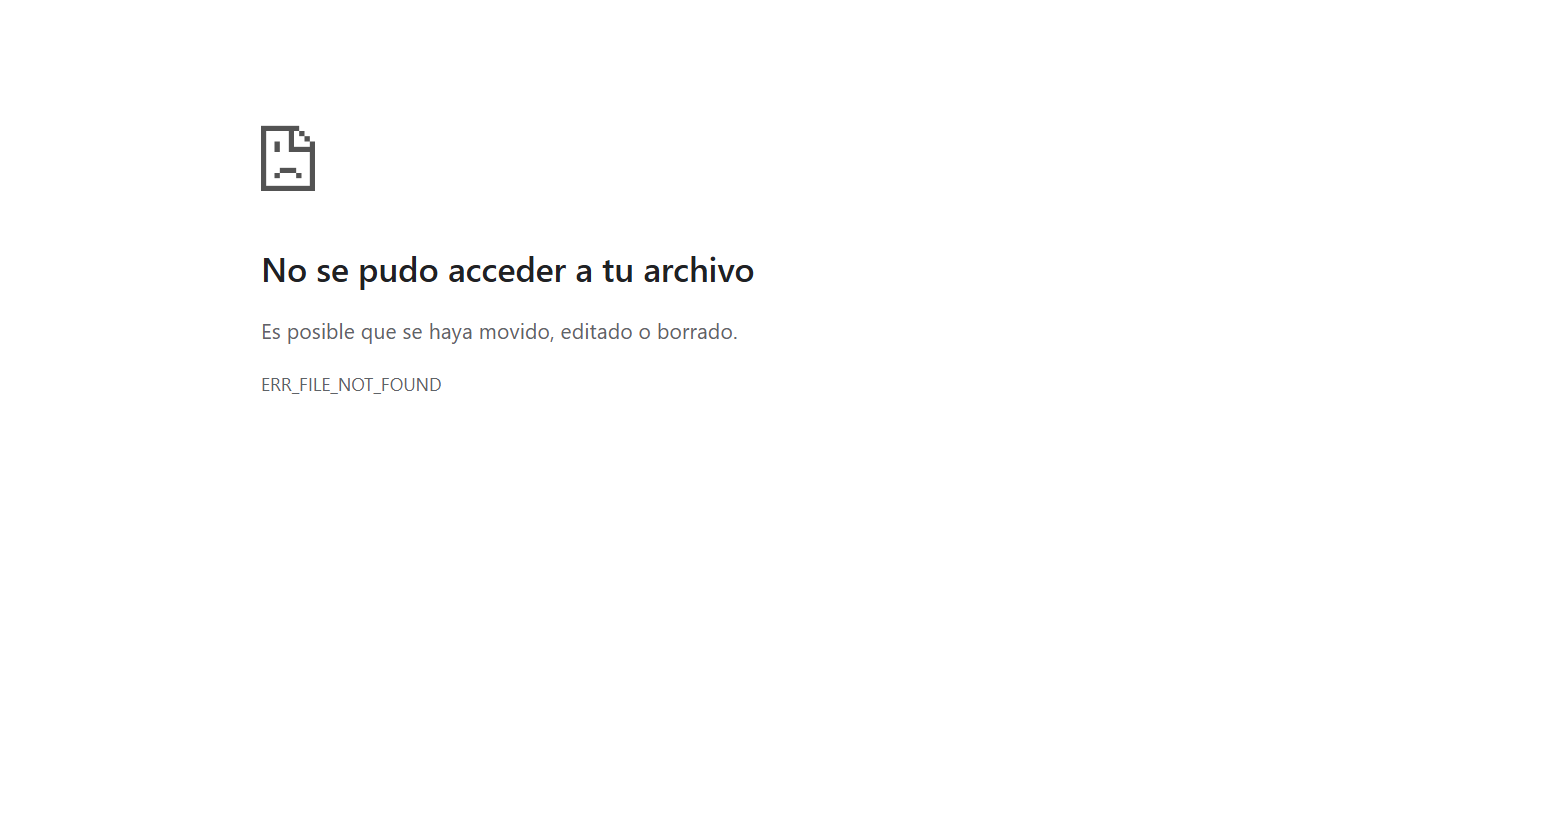 No se pudo acceder a tu archivo
Es posible que se haya movido, editado o borrado.
ERR_FILE_NOT_FOUND